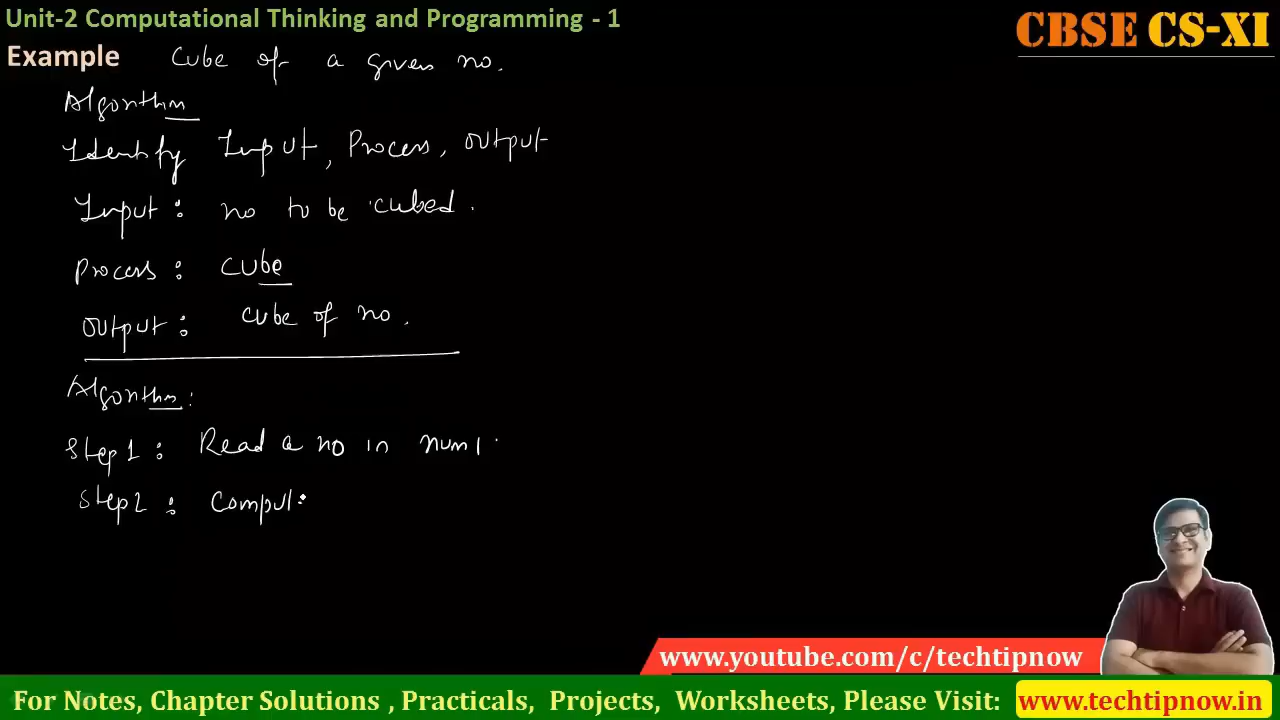 Unit-2 Computational Thinking and Programming - 1
CBSE CS-XI
Example Cube of a given no.
Algorithm
Identify Input, Process, Output
Input : no to be cubed.
Process : cube
Output : cube of no.
Algorithm :
Step 1 : Read a no in num1.
Step 2 : Comput
www.youtube.com/c/techtipnow
For Notes, Chapter Solutions , Practicals, Projects, Worksheets, Please Visit: www.techtipnow.in